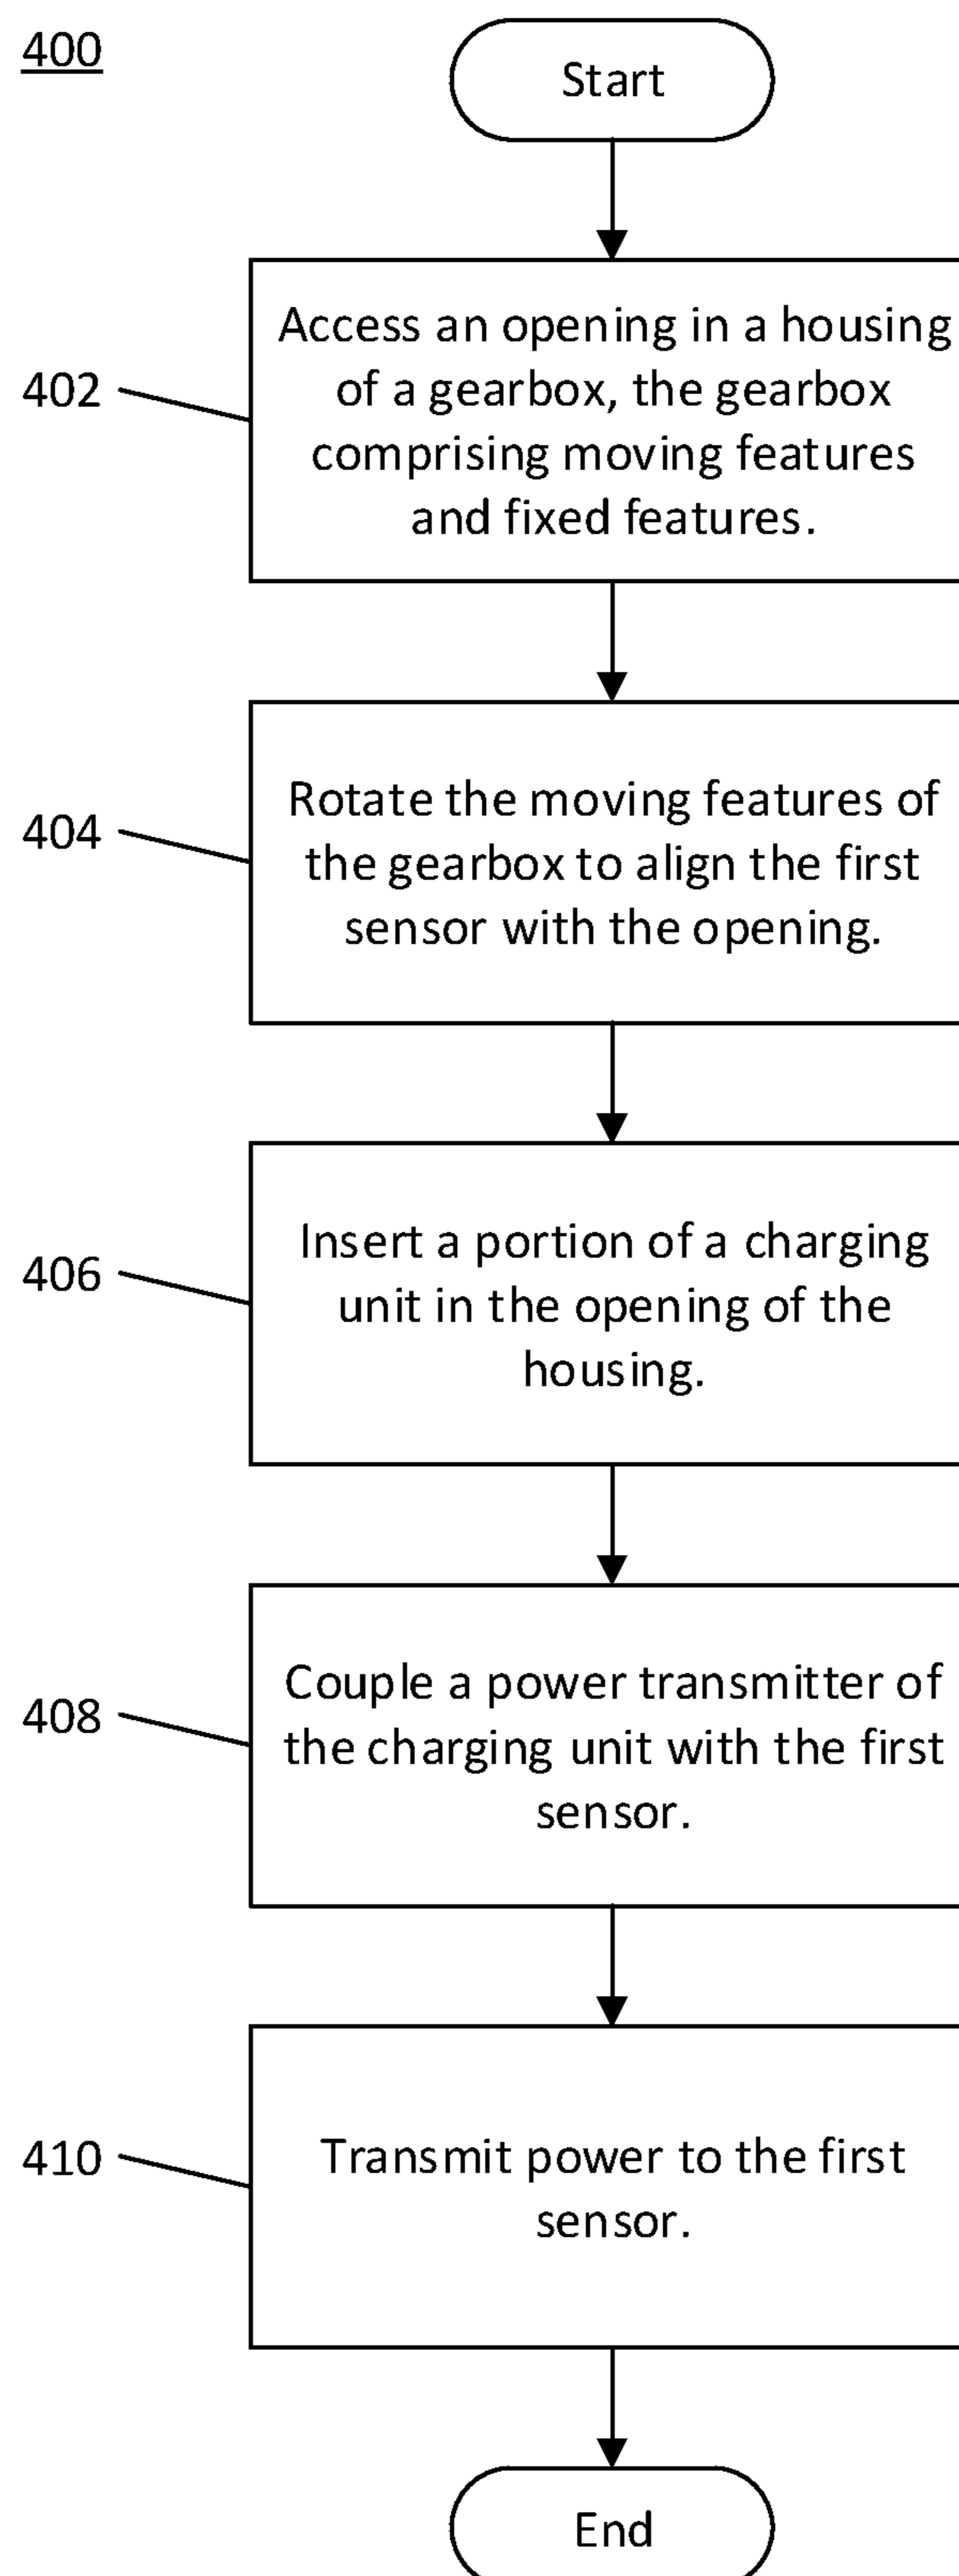 400
Start
402
Access an opening in a housing
of a gearbox, the gearbox
comprising moving features
and fixed features.
404
Rotate the moving features of
the gearbox to align the first
sensor with the opening.
406
Insert a portion of a charging
unit in the opening of the
housing.
408
Couple a power transmitter of
the charging unit with the first
sensor.
410
Transmit power to the first
sensor.
End